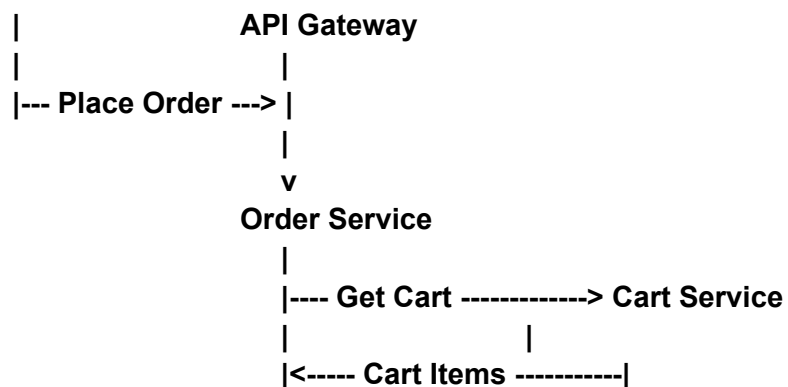 | API Gateway
| |
|--- Place Order ---> |
|
v
Order Service
|
|---- Get Cart -------------> Cart Service
| |
|<----- Cart Items -----------|